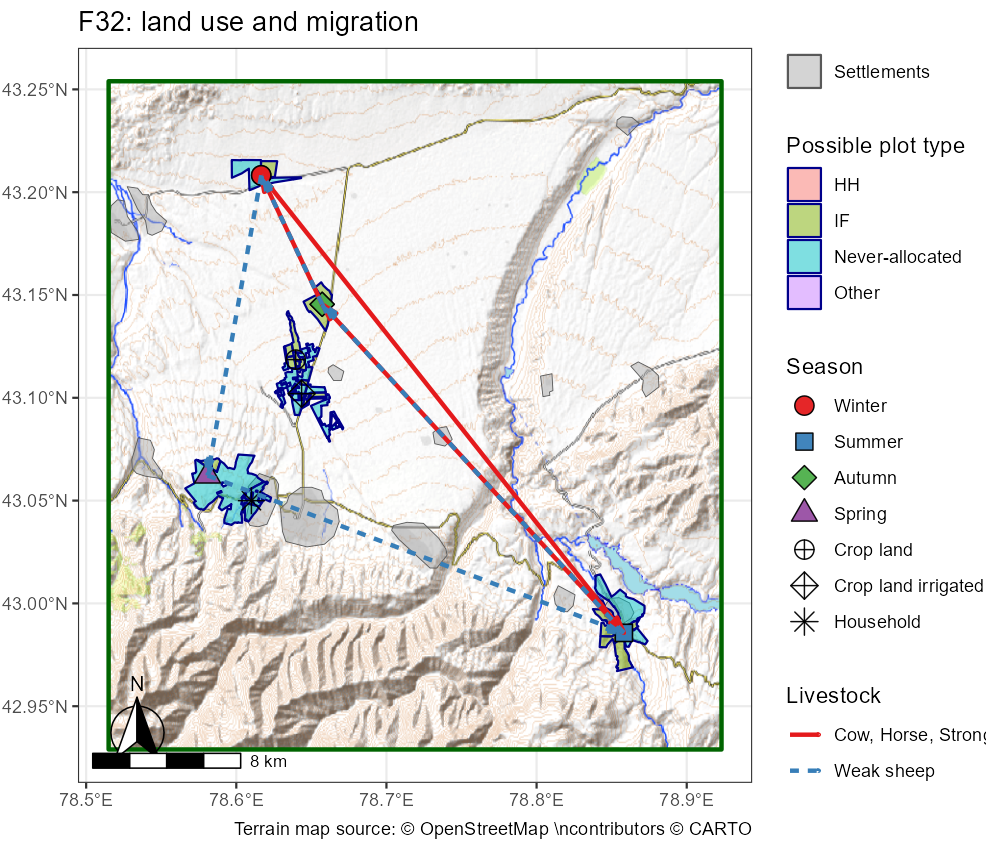 F32: land use and migration
43.25°N
43.20°N
43.15°N
43.10°N
43.05°N
43.00°N
42.95°N
N
8 km
78.5°E
78.6°E
78.7°E
78.8°E
78.9°E
Terrain map source: © OpenStreetMap \ncontributors © CARTO
Settlements
Possible plot type
HH
IF
Never-allocated
Other
Season
Winter
Summer
Autumn
Spring
Crop land
Crop land irrigated
Household
Livestock
Cow, Horse, Strong
Weak sheep